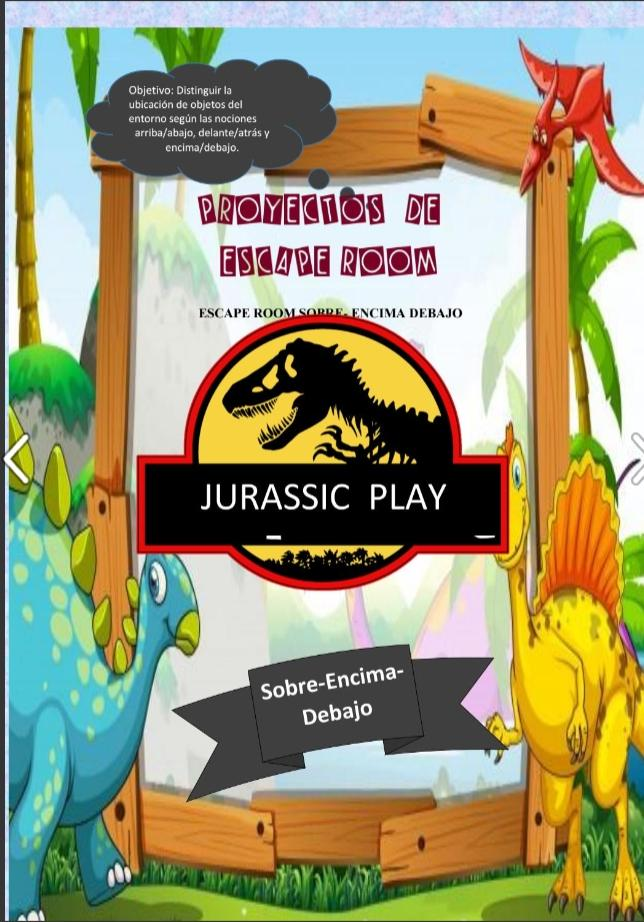 Objetivo: Distinguir la
ubicación de objetos del
entorno según las nociones
arriba/abajo, delante/atrás y
encima/debajo.
PROYECTOS DE
ESCAPE ROOM
ESCAPE ROOM SOBRE- ENCIMA DEBAJO
JURASSIC PLAY
Sobre-Encima-
Debajo